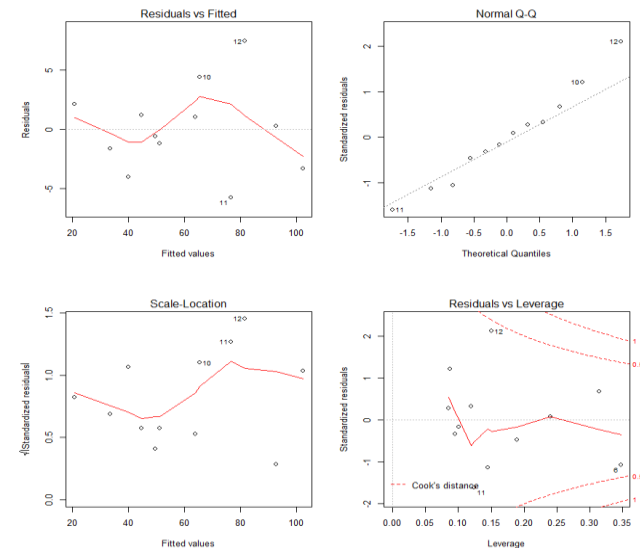 Residuals vs Fitted
Residuals
5
0
-5
12
10
11
20 40 60 80 100
Fitted values
Normal Q-Q
Standardized residuals
2
1
0
-1
12
10
11
-1.5 -1.0 -0.5 0.0 0.5 1.0 1.5
Theoretical Quantiles
Scale-Location
√|Standardized residuals|
1.5
1.0
0.5
0.0
12
11
10
20 40 60 80 100
Fitted values
Residuals vs Leverage
Standardized residuals
2
1
0
-1
-2
12
11
6
1
0.5
0.5
1
Cook's distance
0.00 0.05 0.10 0.15 0.20 0.25 0.30 0.35
Leverage